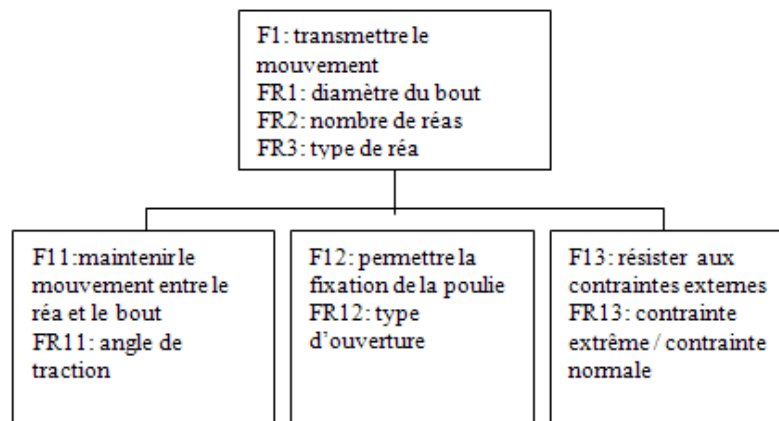 F1: transmettre le
mouvement
FR1: diamètre du bout
FR2: nombre de réas
FR3: type de réa
F11:maintenir le
mouvement entre le
réa et le bout
FR11: angle de
traction
F12: permettre la
fixation de la poulie
FR12: type
d’ouverture
F13: résister aux
contraintes externes
FR13: contrainte
extrême / contrainte
normale